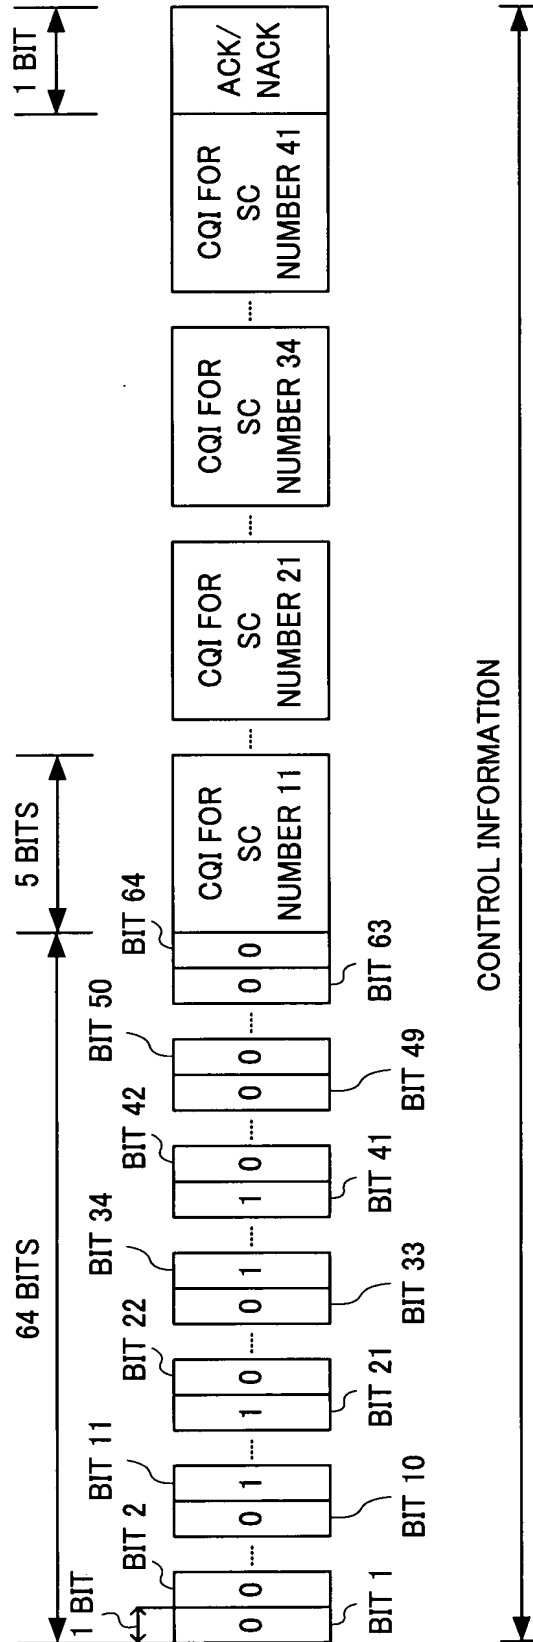 64 BITS
5 BITS
1 BIT
1 BIT
BIT 2
BIT 11
BIT 22
BIT 34
BIT 42
BIT 50
BIT 64
0 0
0 1
1 0
0 1
1 0
0 0
0 0
CQI FOR
SC
NUMBER 11
CQI FOR
SC
NUMBER 21
CQI FOR
SC
NUMBER 34
CQI FOR
SC
NUMBER 41
ACK/
NACK
BIT 1
BIT 10
BIT 21
BIT 33
BIT 41
BIT 49
BIT 63
CONTROL INFORMATION